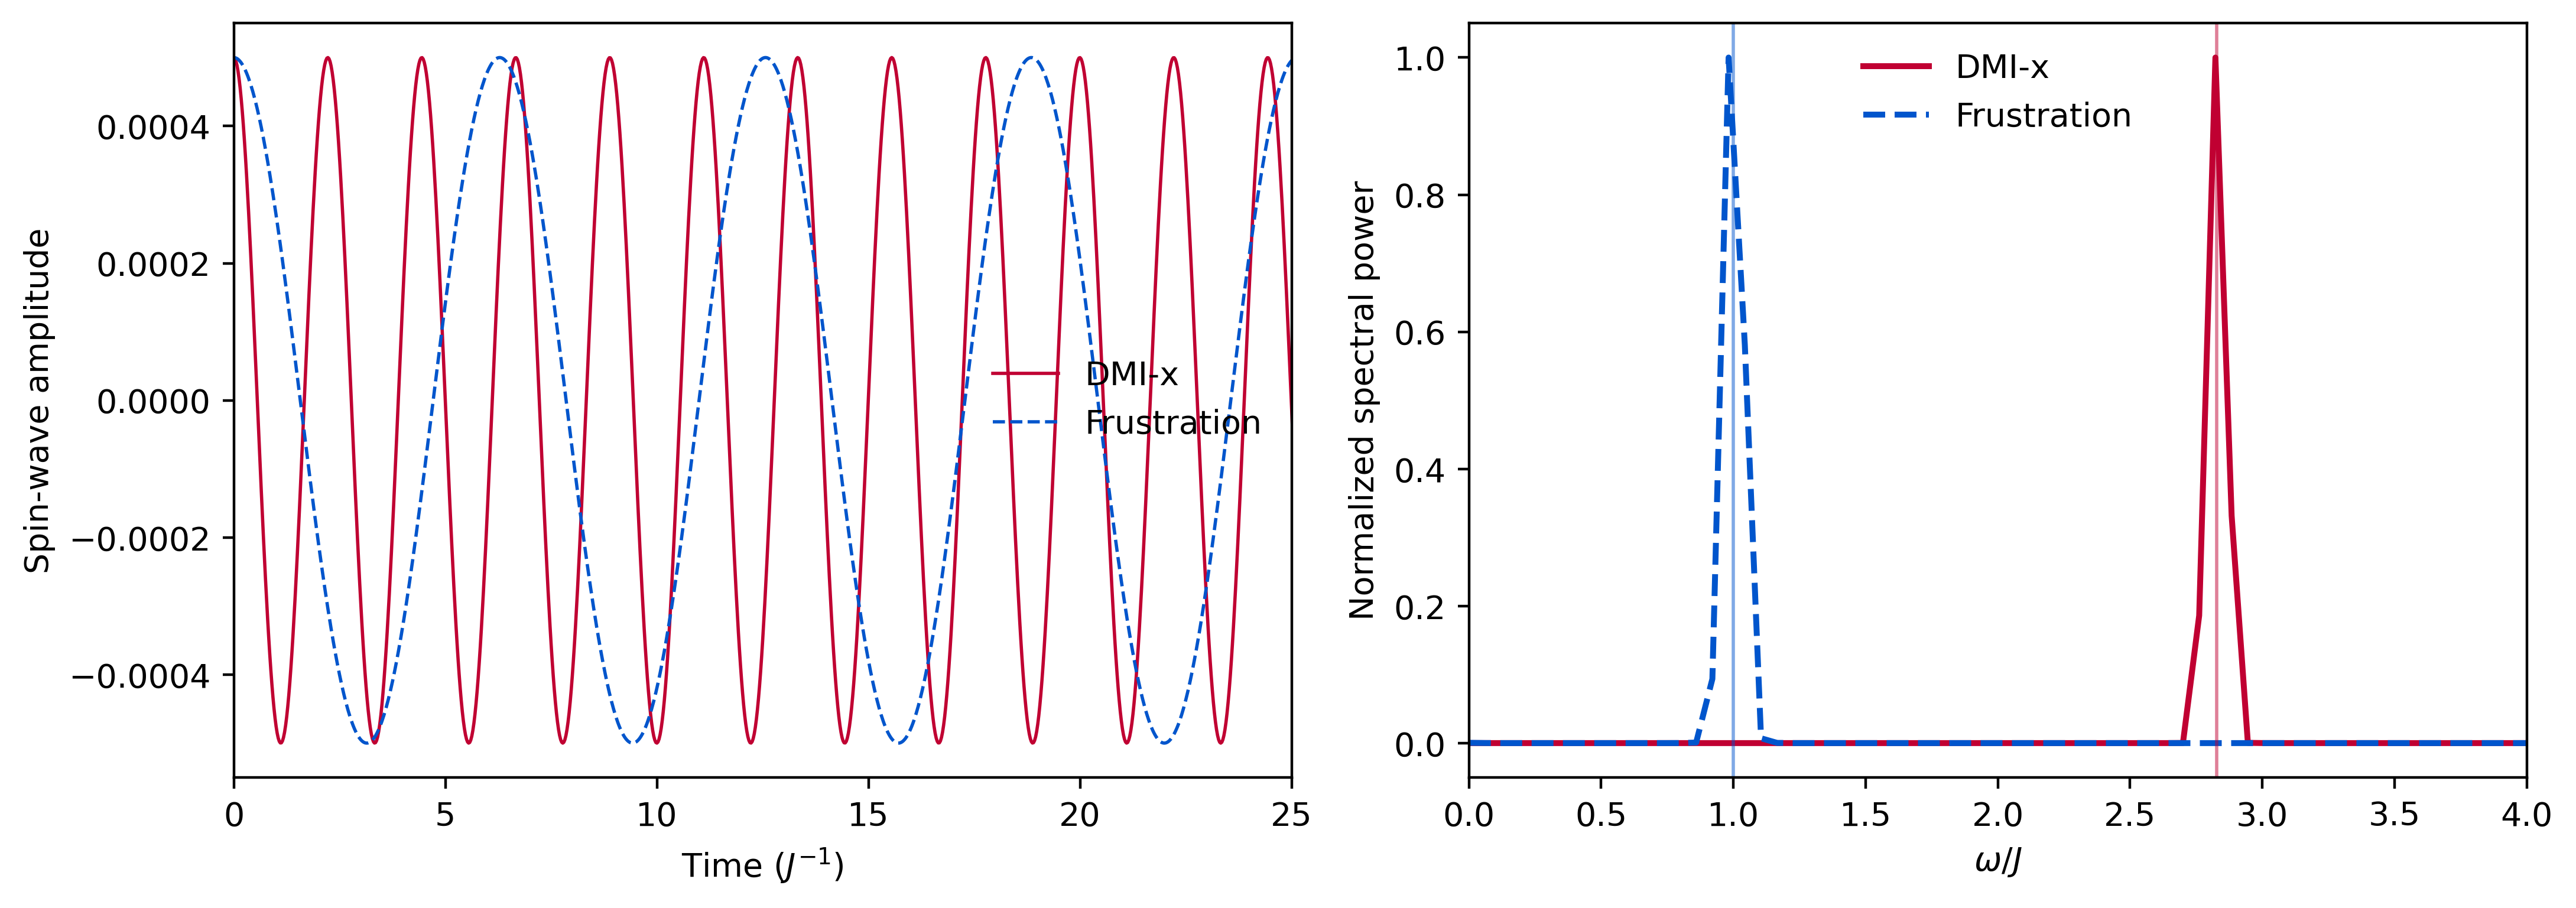 Spin-wave amplitude
0.0004
0.0002
0.0000
−0.0002
−0.0004
DMI-x
Frustration
0 5 10 15 20 25
Time (J⁻¹)
Normalized spectral power
1.0
0.8
0.6
0.4
0.2
0.0
DMI-x
Frustration
0.0 0.5 1.0 1.5 2.0 2.5 3.0 3.5 4.0
ω/J